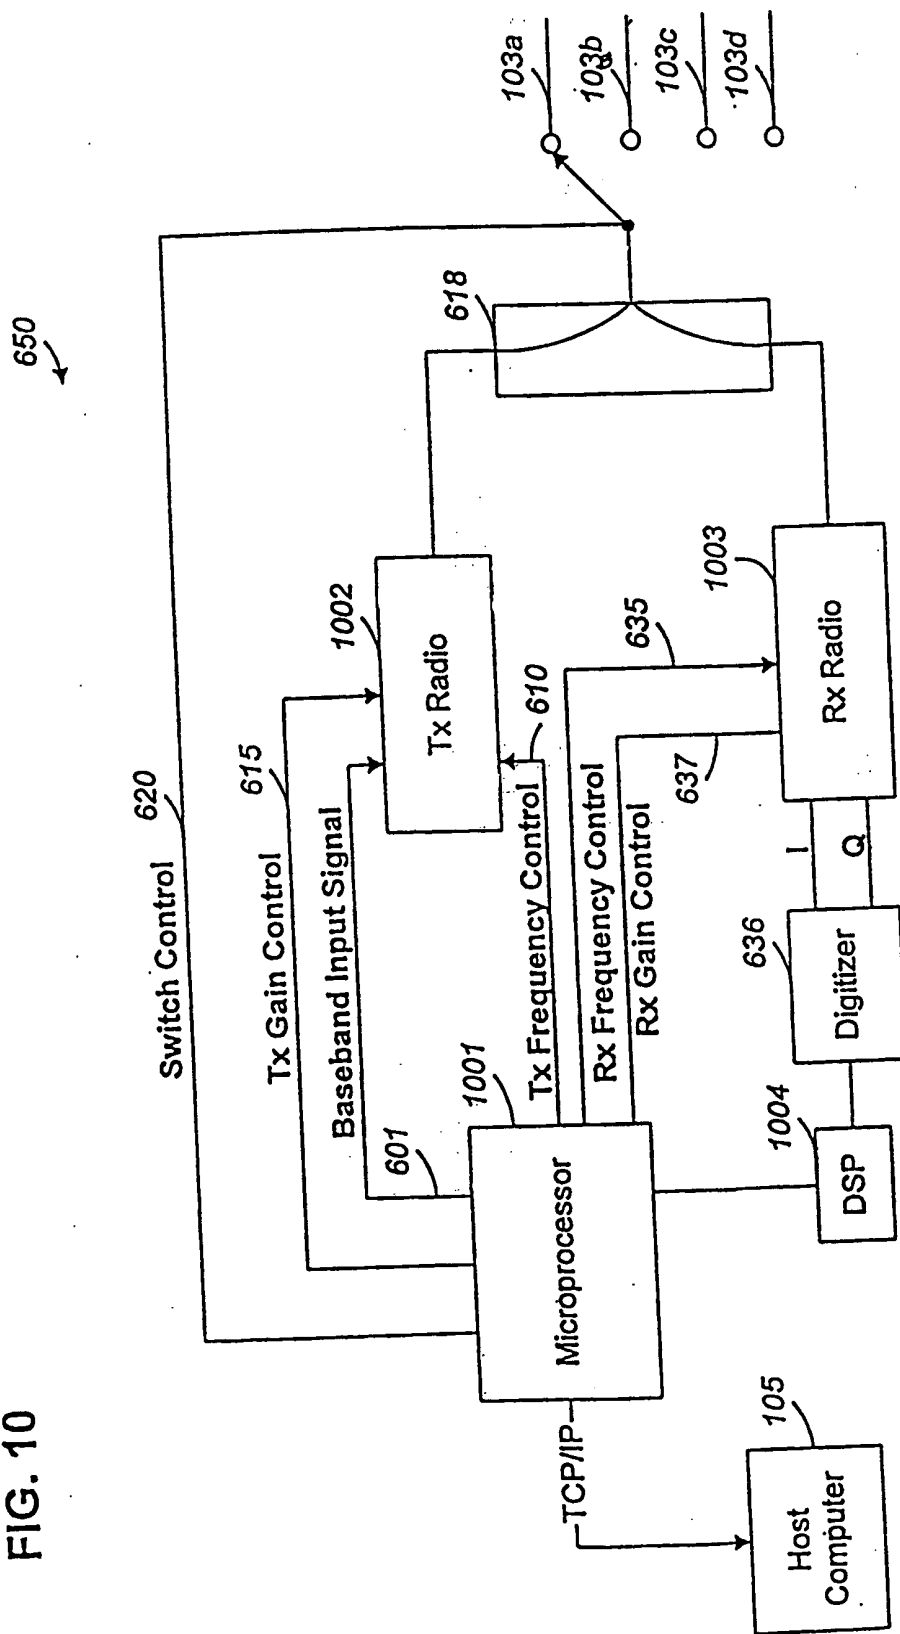 FIG. 10
650
Switch Control
620
Tx Gain Control
615
Baseband Input Signal
601
1001
Microprocessor
Tx Frequency Control
610
Rx Frequency Control
635
Rx Gain Control
637
1002
Tx Radio
618
103a
103b
103c
103d
1003
Rx Radio
I
Q
636
Digitizer
1004
DSP
TCP/IP
105
Host
Computer